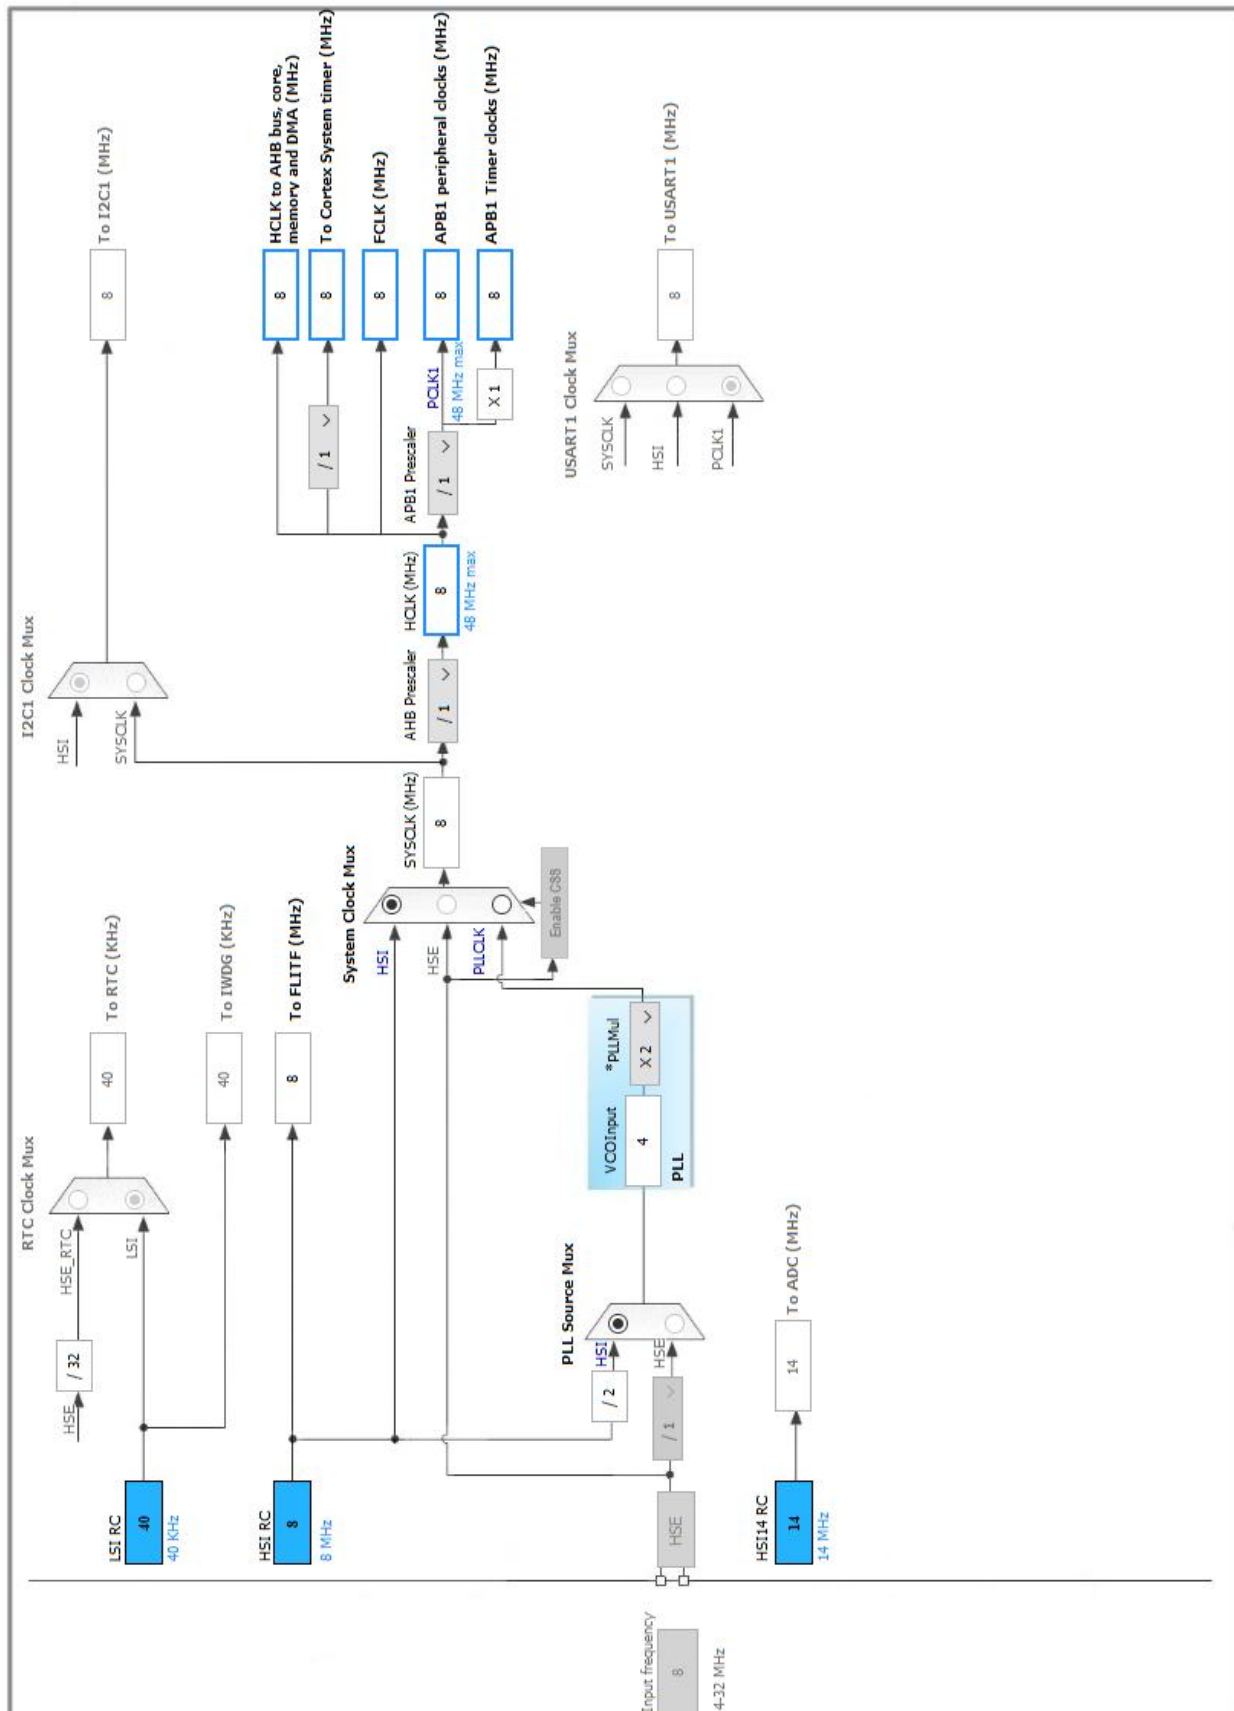 RTC Clock Mux
HSE
/ 32
HSE_RTC
LSI
40
To RTC (KHz)
LSI RC
40
40 KHz
40
To IWDG (KHz)
HSI RC
8
8 MHz
8
To FLITF (MHz)
I2C1 Clock Mux
HSI
SYSCLK
8
To I2C1 (MHz)
System Clock Mux
HSI
HSE
PLLCLK
Enable CSS
SYSCLK (MHz)
8
AHB Prescaler
/ 1
HCLK (MHz)
8
48 MHz max
8
HCLK to AHB bus, core,
memory and DMA (MHz)
/ 1
8
To Cortex System timer (MHz)
8
FCLK (MHz)
APB1 Prescaler
/ 1
PCLK1
48 MHz max
8
APB1 peripheral clocks (MHz)
X 1
8
APB1 Timer clocks (MHz)
PLL Source Mux
/ 2
HSI
/ 1
HSE
VCOInput
4
*PLLMul
X 2
PLL
Input frequency
8
4-32 MHz
HSE
USART1 Clock Mux
SYSCLK
HSI
PCLK1
8
To USART1 (MHz)
HSI14 RC
14
14 MHz
14
To ADC (MHz)